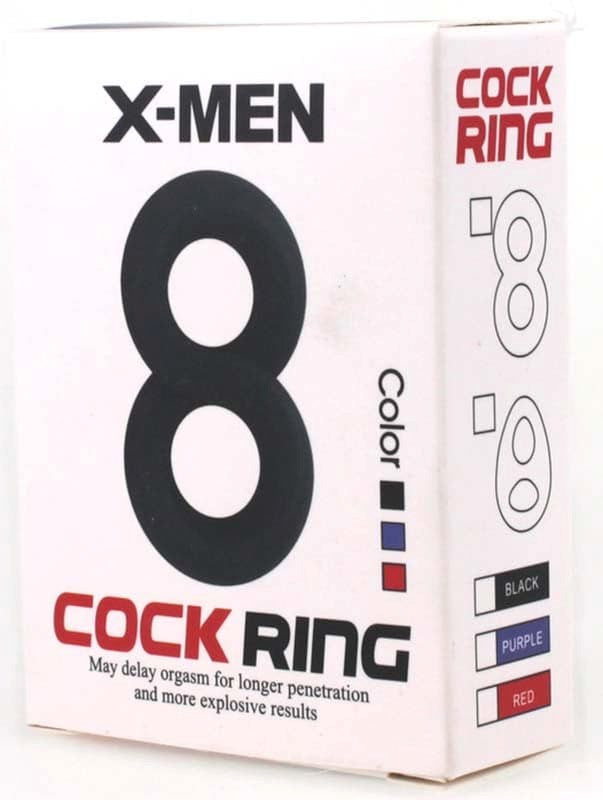 X-MEN
Color
COCK RING
May delay orgasm for longer penetration
and more explosive results
COCK
RING
BLACK
PURPLE
RED